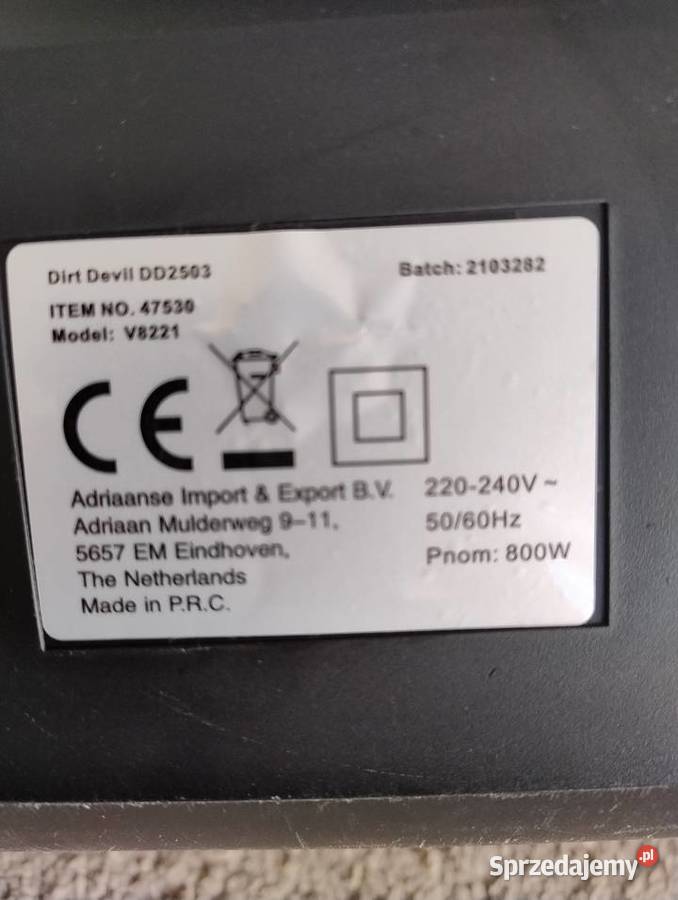 Dirt Devil DD2503
Batch: 2103282
ITEM NO. 47530
Model: V8221
CE
Adriaanse Import & Export B.V.
Adriaan Mulderweg 9-11,
5657 EM Eindhoven,
The Netherlands
Made in P.R.C.
220-240V ~
50/60Hz
Pnom: 800W
Sprzedajemy.pl